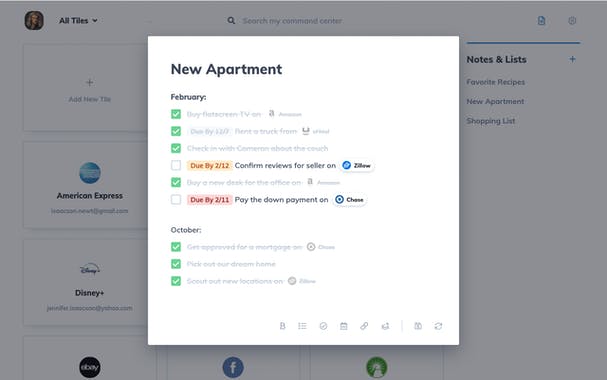 All Tiles
Search my command center
Add New Tile
American Express
isaacson.newt@gmail.com
Disney+
Disney+
jennifer.isaacson@yahoo.com
ebay
New Apartment
February:
Buy flatscreen TV on Amazon
Due By 12/7 Rent a truck from uHaul
Check in with Cameron about the couch
Due By 2/12 Confirm reviews for seller on Zillow
Buy a new desk for the office on Amazon
Due By 2/11 Pay the down payment on Chase
October:
Get approved for a mortgage on Chase
Pick out our dream home
Scout out new locations on Zillow
B
Notes & Lists
Favorite Recipes
New Apartment
Shopping List